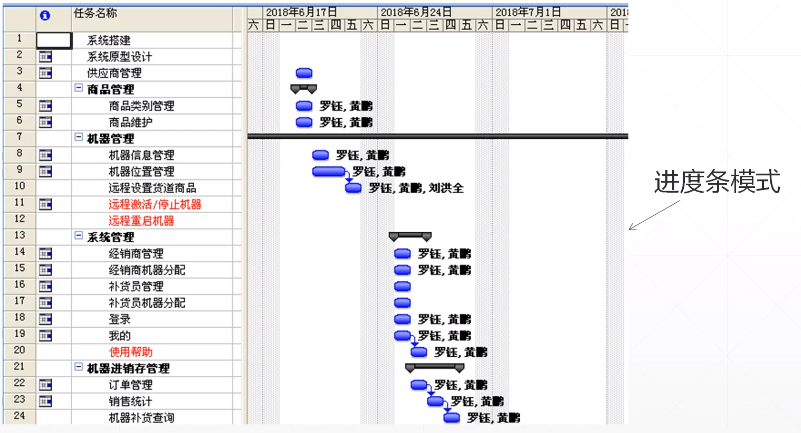 任务名称
2018年6月17日 2018年6月24日 2018年7月1日 2018
六 日 一 二 三 四 五 六 日 一 二 三 四 五 六 日 一 二 三 四 五 六 日 一
1 系统搭建
2 系统原型设计
3 供应商管理
4 商品管理
5 商品类别管理 罗钰, 黄鹏
6 商品维护 罗钰, 黄鹏
7 机器管理
8 机器信息管理 罗钰, 黄鹏
9 机器位置管理 罗钰, 黄鹏
10 远程设置货道商品 罗钰, 黄鹏, 刘洪全
11 远程激活/停止机器
12 远程重启机器
进度条模式
13 系统管理
14 经销商管理 罗钰, 黄鹏
15 经销商机器分配 罗钰, 黄鹏
16 补货员管理
17 补货员机器分配
18 登录 罗钰, 黄鹏
19 我的 罗钰, 黄鹏
20 使用帮助 罗钰, 黄鹏
21 机器进销存管理
22 订单管理 罗钰, 黄鹏
23 销售统计 罗钰, 黄鹏
24 机器补货查询 罗钰, 黄鹏